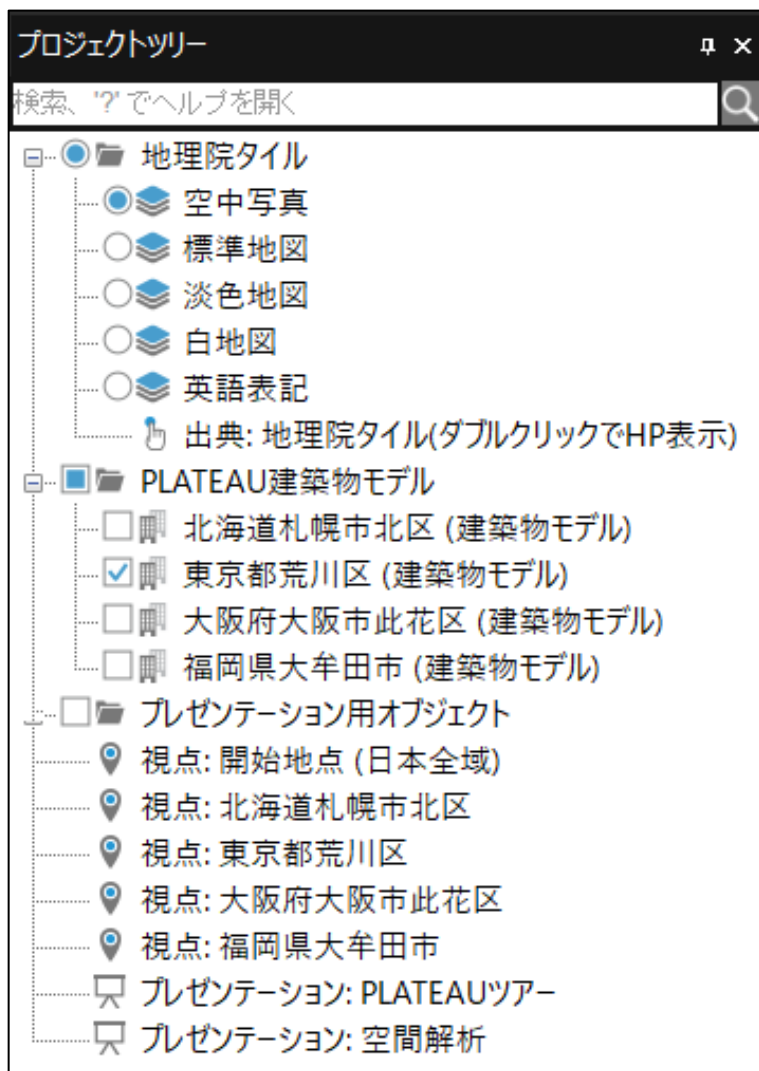 プロジェクトツリー
検索、'?' でヘルプを開く
地理院タイル
空中写真
標準地図
淡色地図
白地図
英語表記
出典: 地理院タイル(ダブルクリックでHP表示)
PLATEAU建築物モデル
北海道札幌市北区 (建築物モデル)
東京都荒川区 (建築物モデル)
大阪府大阪市此花区 (建築物モデル)
福岡県大牟田市 (建築物モデル)
プレゼンテーション用オブジェクト
視点: 開始地点 (日本全域)
視点: 北海道札幌市北区
視点: 東京都荒川区
視点: 大阪府大阪市此花区
視点: 福岡県大牟田市
プレゼンテーション: PLATEAUツアー
プレゼンテーション: 空間解析